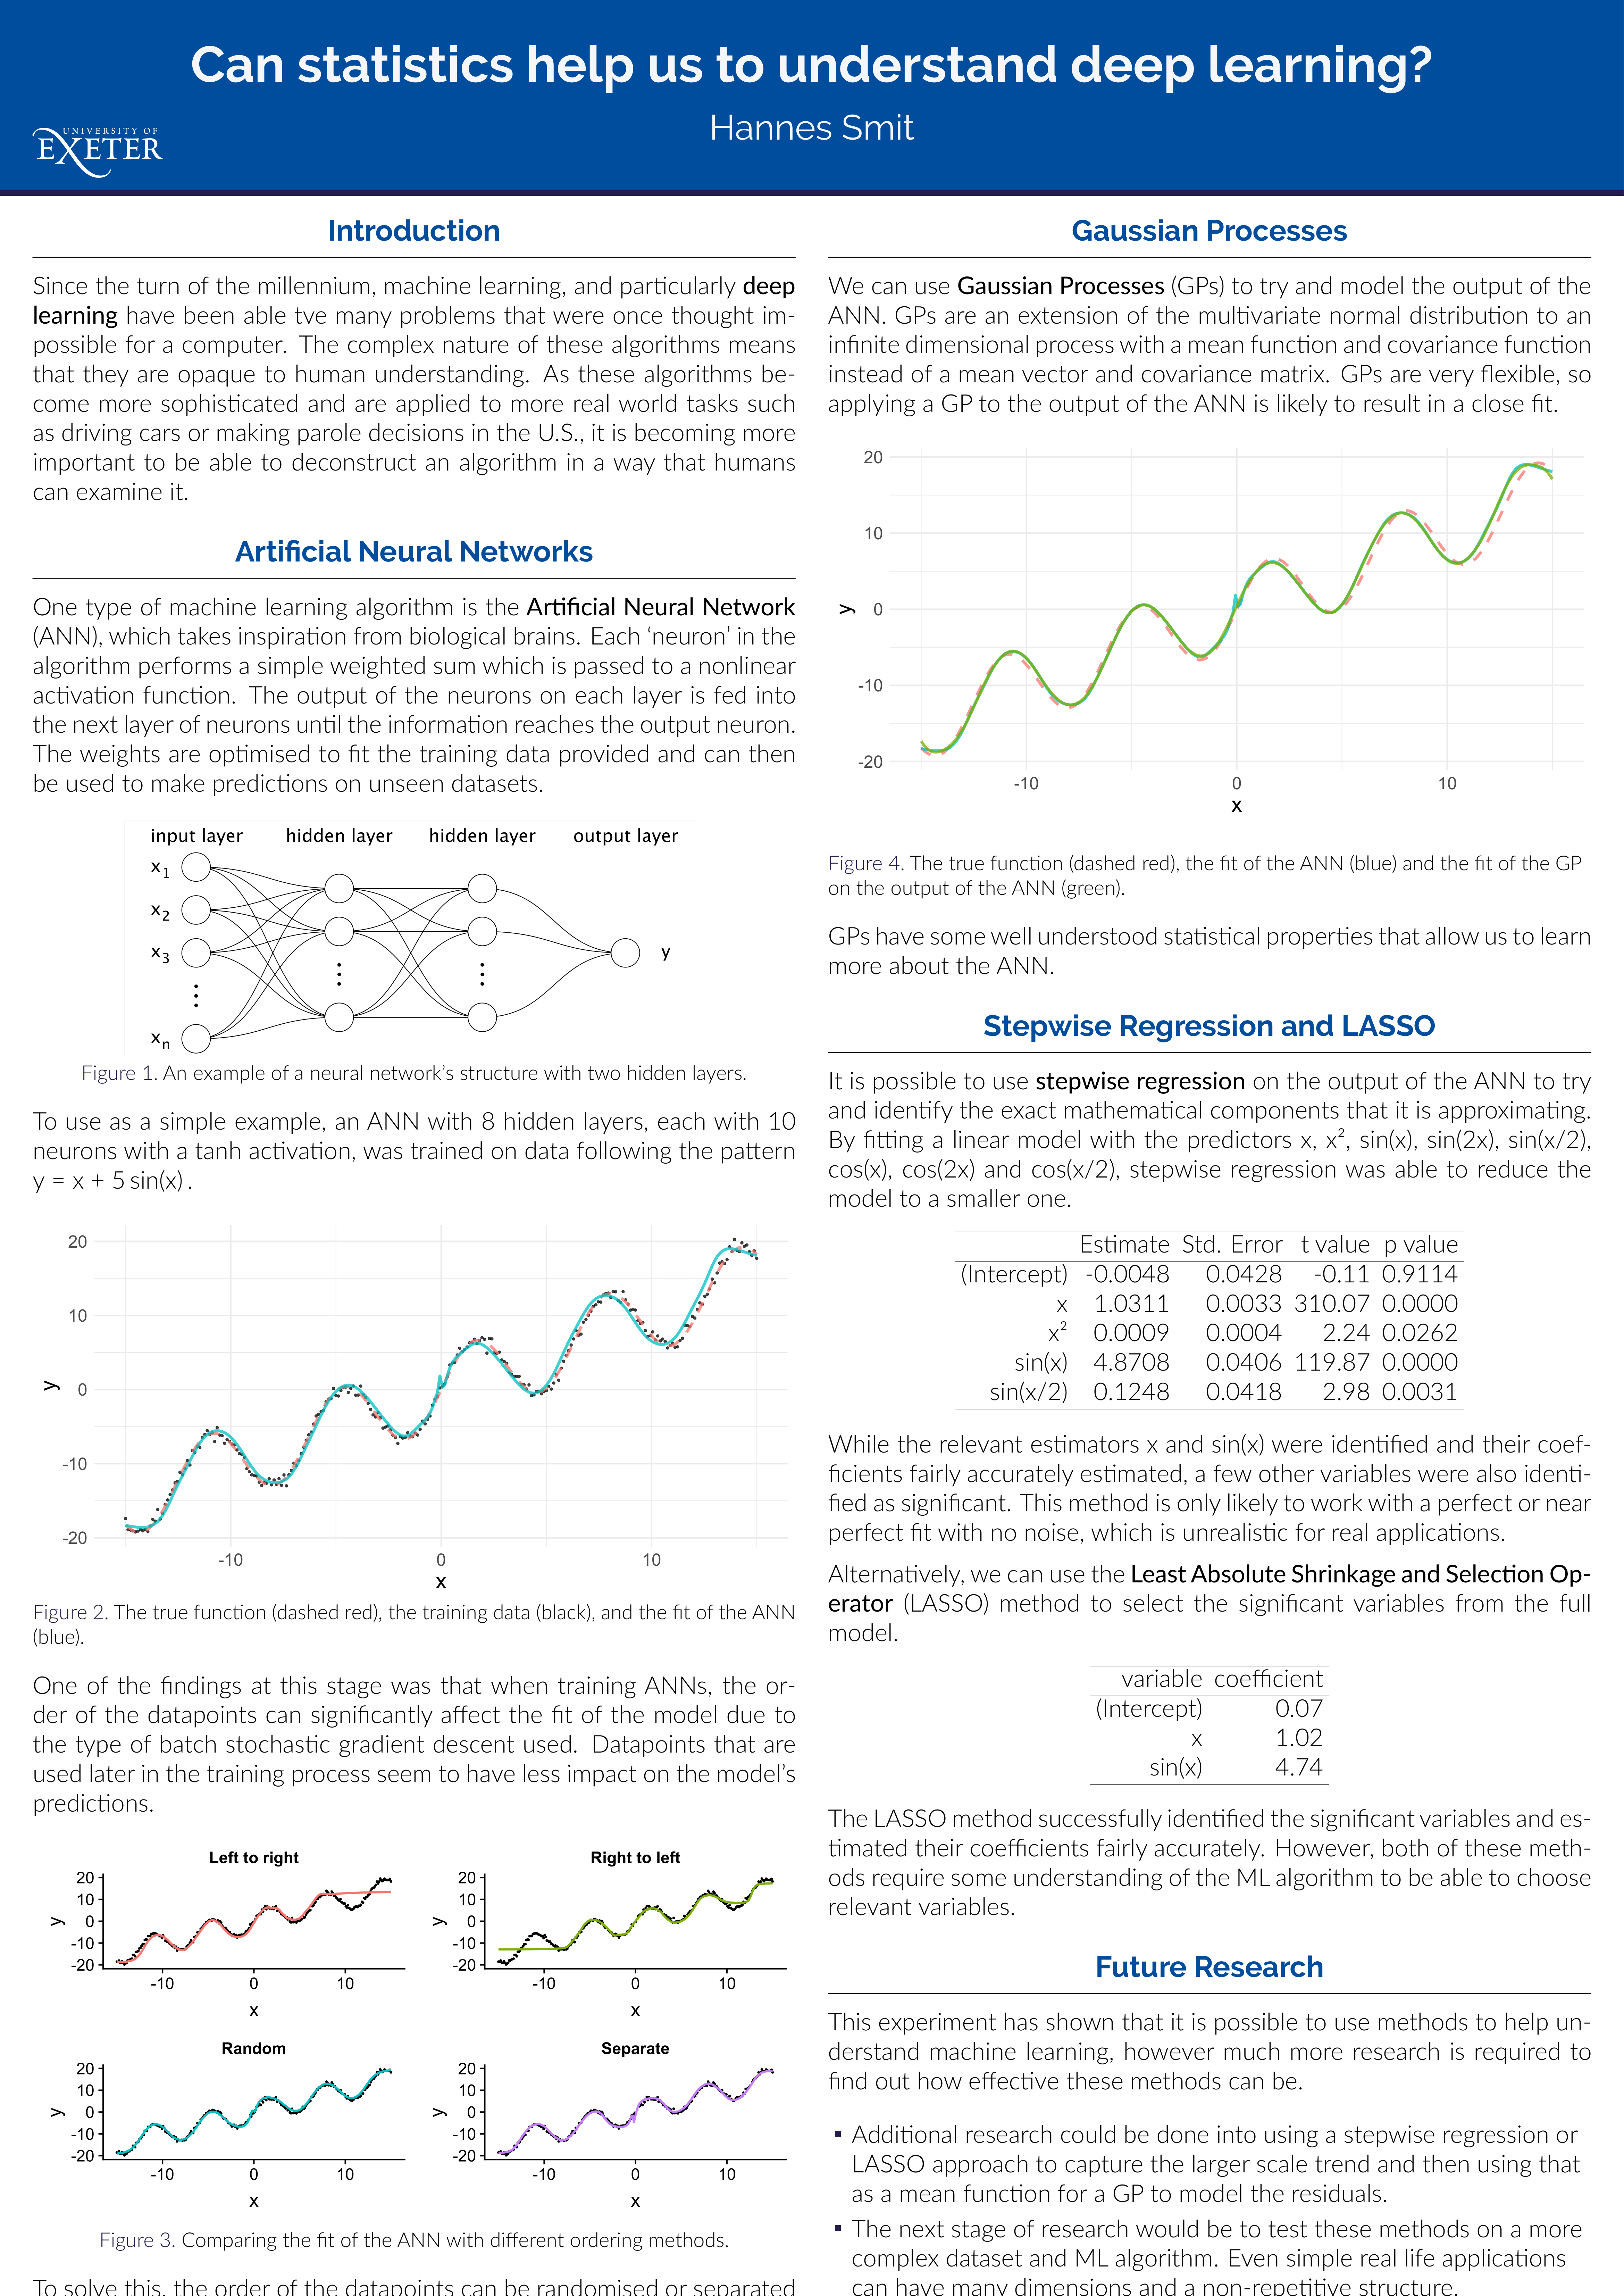 Can statistics help us to understand deep learning?
Hannes Smit
UNIVERSITY OF
EXETER
Introduction
Since the turn of the millennium, machine learning, and particularly deep
learning have been able tve many problems that were once thought im-
possible for a computer. The complex nature of these algorithms means
that they are opaque to human understanding. As these algorithms be-
come more sophisticated and are applied to more real world tasks such
as driving cars or making parole decisions in the U.S., it is becoming more
important to be able to deconstruct an algorithm in a way that humans
can examine it.
Artificial Neural Networks
One type of machine learning algorithm is the Artificial Neural Network
(ANN), which takes inspiration from biological brains. Each ‘neuron’ in the
algorithm performs a simple weighted sum which is passed to a nonlinear
activation function. The output of the neurons on each layer is fed into
the next layer of neurons until the information reaches the output neuron.
The weights are optimised to fit the training data provided and can then
be used to make predictions on unseen datasets.
input layer hidden layer hidden layer output layer
x1
x2
x3
y
xn
Figure 1. An example of a neural network’s structure with two hidden layers.
To use as a simple example, an ANN with 8 hidden layers, each with 10
neurons with a tanh activation, was trained on data following the pattern
y = x + 5 sin(x).
20
10
0
-10
-20
y
-10 0 10
x
Figure 2. The true function (dashed red), the training data (black), and the fit of the ANN
(blue).
One of the findings at this stage was that when training ANNs, the or-
der of the datapoints can significantly affect the fit of the model due to
the type of batch stochastic gradient descent used. Datapoints that are
used later in the training process seem to have less impact on the model’s
predictions.
Left to right
20
10
0
-10
-20
y
-10 0 10
x
Right to left
20
10
0
-10
-20
y
-10 0 10
x
Random
20
10
0
-10
-20
y
-10 0 10
x
Separate
20
10
0
-10
-20
y
-10 0 10
x
Figure 3. Comparing the fit of the ANN with different ordering methods.
To solve this, the order of the datapoints can be randomised or separated
Gaussian Processes
We can use Gaussian Processes (GPs) to try and model the output of the
ANN. GPs are an extension of the multivariate normal distribution to an
infinite dimensional process with a mean function and covariance function
instead of a mean vector and covariance matrix. GPs are very flexible, so
applying a GP to the output of the ANN is likely to result in a close fit.
20
10
0
-10
-20
y
-10 0 10
x
Figure 4. The true function (dashed red), the fit of the ANN (blue) and the fit of the GP
on the output of the ANN (green).
GPs have some well understood statistical properties that allow us to learn
more about the ANN.
Stepwise Regression and LASSO
It is possible to use stepwise regression on the output of the ANN to try
and identify the exact mathematical components that it is approximating.
By fitting a linear model with the predictors x, x², sin(x), sin(2x), sin(x/2),
cos(x), cos(2x) and cos(x/2), stepwise regression was able to reduce the
model to a smaller one.
Estimate Std. Error t value p value
(Intercept) -0.0048 0.0428 -0.11 0.9114
x 1.0311 0.0033 310.07 0.0000
x² 0.0009 0.0004 2.24 0.0262
sin(x) 4.8708 0.0406 119.87 0.0000
sin(x/2) 0.1248 0.0418 2.98 0.0031
While the relevant estimators x and sin(x) were identified and their coef-
ficients fairly accurately estimated, a few other variables were also identi-
fied as significant. This method is only likely to work with a perfect or near
perfect fit with no noise, which is unrealistic for real applications.
Alternatively, we can use the Least Absolute Shrinkage and Selection Op-
erator (LASSO) method to select the significant variables from the full
model.
variable coefficient
(Intercept) 0.07
x 1.02
sin(x) 4.74
The LASSO method successfully identified the significant variables and es-
timated their coefficients fairly accurately. However, both of these meth-
ods require some understanding of the ML algorithm to be able to choose
relevant variables.
Future Research
This experiment has shown that it is possible to use methods to help un-
derstand machine learning, however much more research is required to
find out how effective these methods can be.
▪ Additional research could be done into using a stepwise regression or
LASSO approach to capture the larger scale trend and then using that
as a mean function for a GP to model the residuals.
▪ The next stage of research would be to test these methods on a more
complex dataset and ML algorithm. Even simple real life applications
can have many dimensions and a non-repetitive structure.